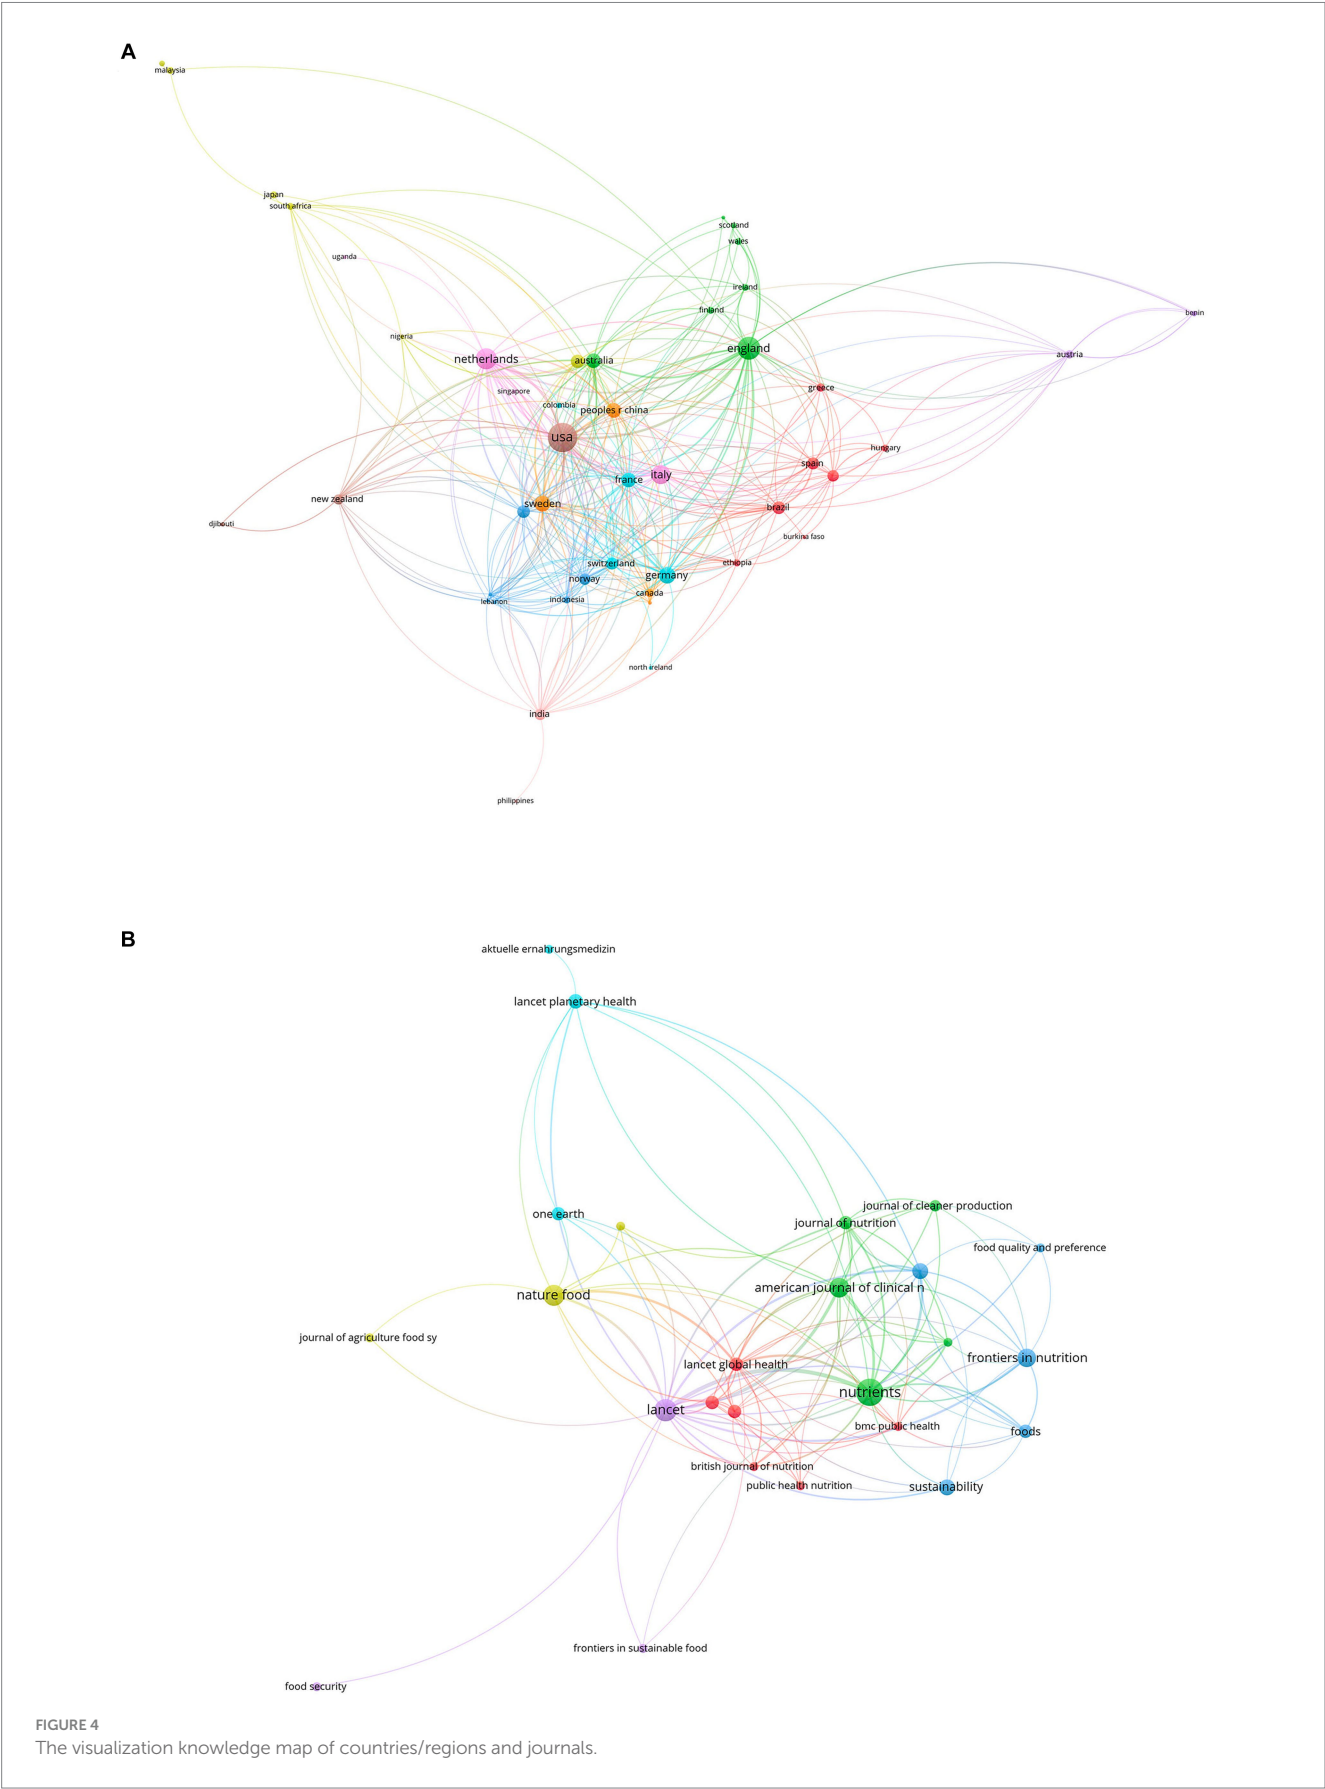 A
malaysia
japan
south africa
scotland
wales
uganda
ireland
finland
benin
nigeria
england
austria
netherlands
australia
singapore
greece
colombia
peoples r china
usa
hungary
spain
italy
france
new zealand
sweden
brazil
djibouti
burkina faso
switzerland
ethiopia
norway
germany
canada
lebanon
indonesia
north ireland
india
philippines
B
aktuelle ernahrungsmedizin
lancet planetary health
journal of cleaner production
one earth
journal of nutrition
food quality and preference
american journal of clinical n
nature food
journal of agriculture food sy
frontiers in nutrition
lancet global health
nutrients
lancet
bmc public health
foods
british journal of nutrition
public health nutrition
sustainability
frontiers in sustainable food
food security
FIGURE 4
The visualization knowledge map of countries/regions and journals.